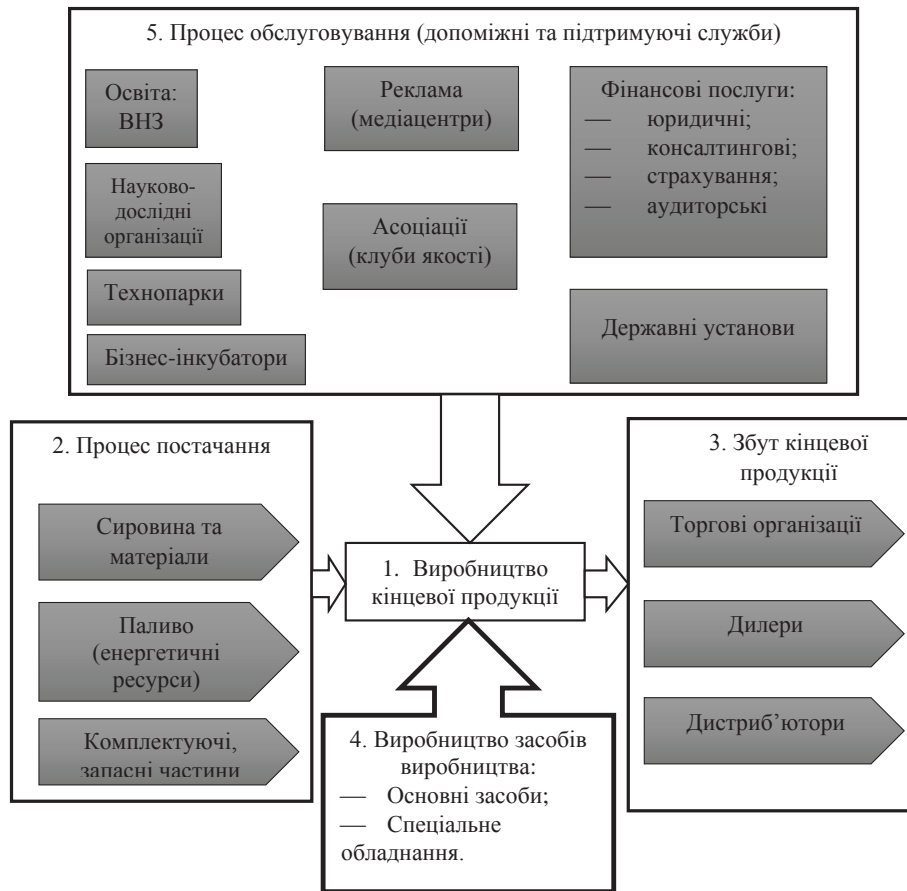 5. Процес обслуговування (допоміжні та підтримуючі служби)
Освіта:
ВНЗ
Науково-
дослідні
організації
Технопарки
Бізнес-інкубатори
Реклама
(медіацентри)
Асоціації
(клуби якості)
Фінансові послуги:
— юридичні;
— консалтингові;
— страхування;
— аудиторські
Державні установи
2. Процес постачання
Сировина та
матеріали
Паливо
(енергетичні
ресурси)
Комплектуючі,
запасні частини
1. Виробництво
кінцевої продукції
3. Збут кінцевої
продукції
Торгові організації
Дилери
Дистриб’ютори
4. Виробництво засобів
виробництва:
— Основні засоби;
— Спеціальне
обладнання.